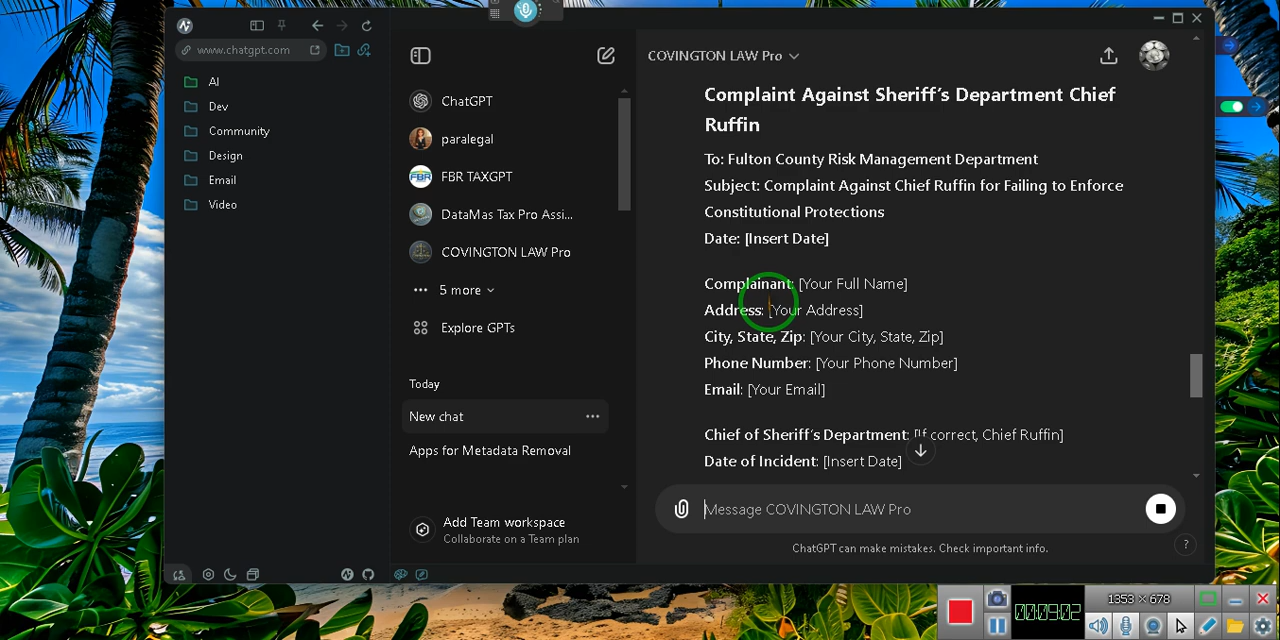 www.chatgpt.com
AI
Dev
Community
Design
Email
Video
ChatGPT
paralegal
FBR TAXGPT
DataMas Tax Pro Assi...
COVINGTON LAW Pro
5 more
Explore GPTs
Today
New chat
Apps for Metadata Removal
Add Team workspace
Collaborate on a Team plan
COVINGTON LAW Pro
Complaint Against Sheriff's Department Chief
Ruffin
To: Fulton County Risk Management Department
Subject: Complaint Against Chief Ruffin for Failing to Enforce
Constitutional Protections
Date: [Insert Date]
Complainant: [Your Full Name]
Address: [Your Address]
City, State, Zip: [Your City, State, Zip]
Phone Number: [Your Phone Number]
Email: [Your Email]
Chief of Sheriff's Department: [If correct, Chief Ruffin]
Date of Incident: [Insert Date]
Message COVINGTON LAW Pro
ChatGPT can make mistakes. Check important info.
?
00:09:02
1353 × 678